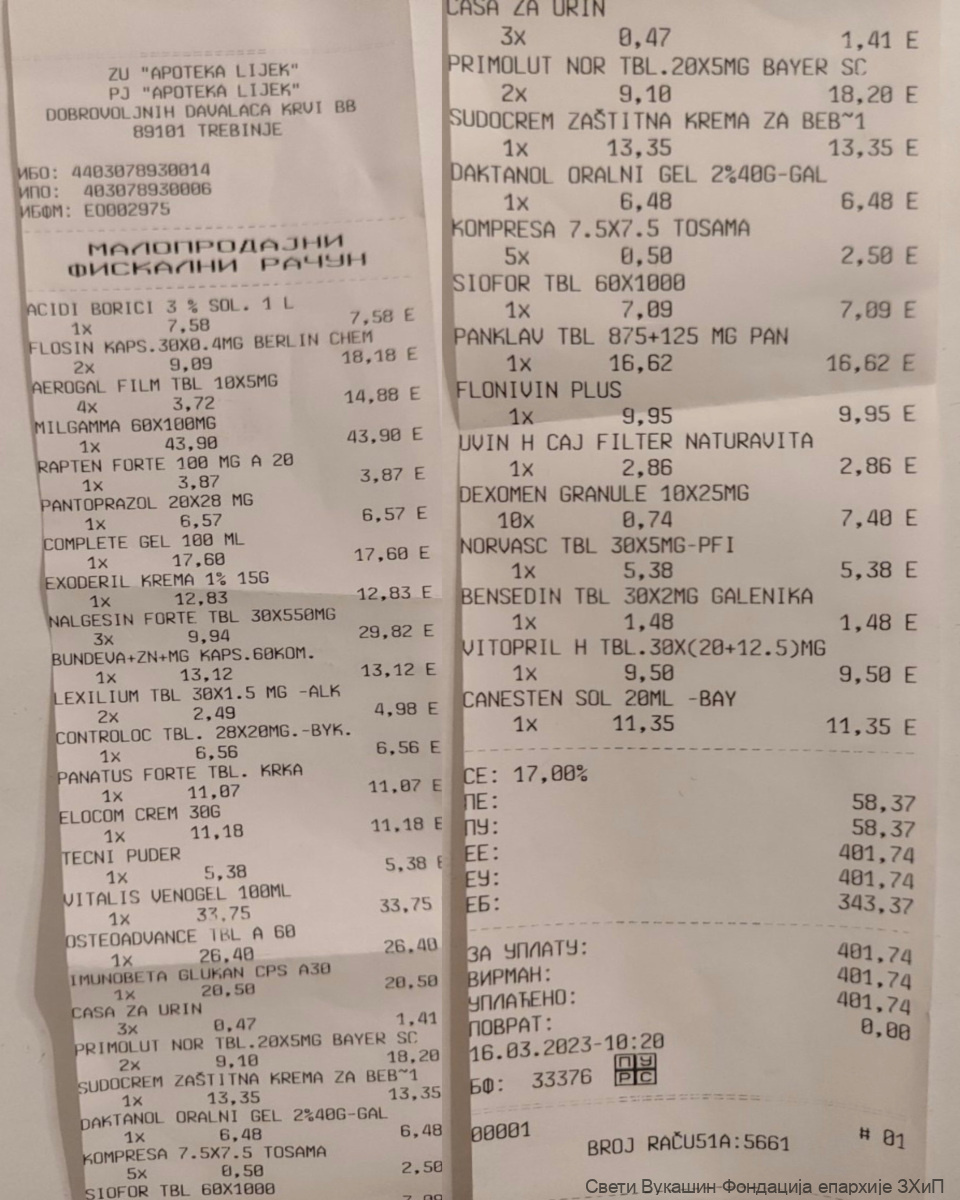 ZU "APOTEKA LIJEK"
PJ "APOTEKA LIJEK"
DOBROVOLJNIH DAVALACA KRVI BB
89101 TREBINJE
ИБО: 4403078930014
ИПО: 403078930006
ИБФМ: EO002975
МАЛОПРОДАЈНИ
ФИСКАЛНИ РАЧУН
ACIDI BORICI 3 % SOL. 1 L
1x 7,58 7,58 E
FLOSIN KAPS.30X0.4MG BERLIN CHEM
2x 9,09 18,18 E
AEROGAL FILM TBL 10X5MG
4x 3,72 14,88 E
MILGAMMA 60X100MG
1x 43,90 43,90 E
RAPTEN FORTE 100 MG A 20
1x 3,87 3,87 E
PANTOPRAZOL 20X28 MG
1x 6,57 6,57 E
COMPLETE GEL 100 ML
1x 17,60 17,60 E
EXODERIL KREMA 1% 15G
1x 12,83 12,83 E
NALGESIN FORTE TBL 30X550MG
3x 9,94 29,82 E
BUNDEVA+ZN+MG KAPS.60KOM.
1x 13,12 13,12 E
LEXILIUM TBL 30X1.5 MG -ALK
2x 2,49 4,98 E
CONTROLOC TBL. 28X20MG.-BYK.
1x 6,56 6,56 E
PANATUS FORTE TBL. KRKA
1x 11,07 11,07 E
ELOCOM CREM 30G
1x 11,18 11,18 E
TECNI PUDER
1x 5,38 5,38 E
VITALIS VENOGEL 100ML
1x 33,75 33,75
OSTEOADVANCE TBL A 60
1x 26,40 26,40
IMUNOBETA GLUKAN CPS A30
1x 20,50 20,50
CASA ZA URIN
3x 0,47 1,41
PRIMOLUT NOR TBL.20X5MG BAYER SC
2x 9,10 18,20
SUDOCREM ZAŠTITNA KREMA ZA BEB~1
1x 13,35 13,35
DAKTANOL ORALNI GEL 2%40G-GAL
1x 6,48 6,48
KOMPRESA 7.5X7.5 TOSAMA
5x 0,50 2,50
SIOFOR TBL 60X1000
7,09
CASA ZA URIN
3x 0,47 1,41 E
PRIMOLUT NOR TBL.20X5MG BAYER SC
2x 9,10 18,20 E
SUDOCREM ZAŠTITNA KREMA ZA BEB~1
1x 13,35 13,35 E
DAKTANOL ORALNI GEL 2%40G-GAL
1x 6,48 6,48 E
KOMPRESA 7.5X7.5 TOSAMA
5x 0,50 2,50 E
SIOFOR TBL 60X1000
1x 7,09 7,09 E
PANKLAV TBL 875+125 MG PAN
1x 16,62 16,62 E
FLONIVIN PLUS
1x 9,95 9,95 E
UVIN H CAJ FILTER NATURAVITA
1x 2,86 2,86 E
DEXOMEN GRANULE 10X25MG
10x 0,74 7,40 E
NORVASC TBL 30X5MG-PFI
1x 5,38 5,38 E
BENSEDIN TBL 30X2MG GALENIKA
1x 1,48 1,48 E
VITOPRIL H TBL.30X(20+12.5)MG
1x 9,50 9,50 E
CANESTEN SOL 20ML -BAY
1x 11,35 11,35 E
СЕ: 17,00%
ПЕ: 58,37
ПУ: 58,37
ЕЕ: 401,74
ЕУ: 401,74
ЕБ: 343,37
ЗА УПЛАТУ: 401,74
ВИРМАН: 401,74
УПЛАЋЕНО: 401,74
ПОВРАТ: 0,00
16.03.2023-10:20
БФ: 33376 ПУРС
00001 # 01
BROJ RAČU51A:5661
Свети Вукашин Фондација епархије ЗХиП